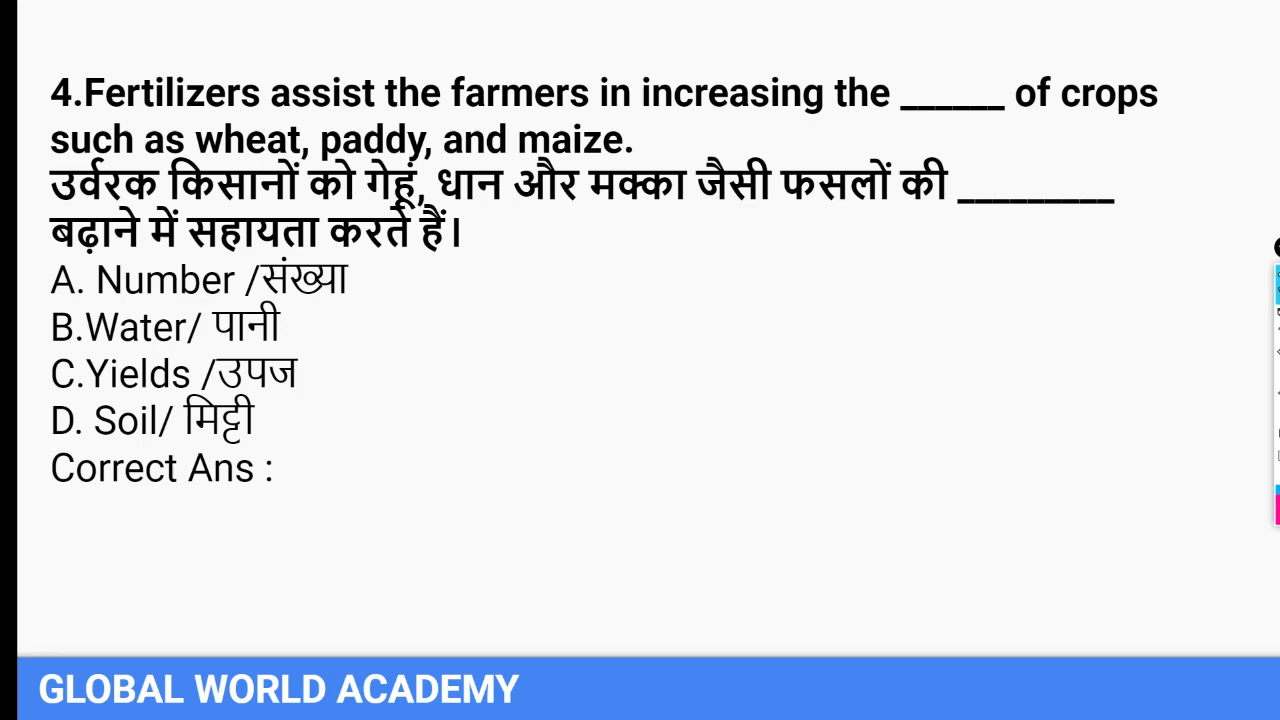 4.Fertilizers assist the farmers in increasing the ______ of crops
such as wheat, paddy, and maize.
उर्वरक किसानों को गेहूं, धान और मक्का जैसी फसलों की _________
बढ़ाने में सहायता करते हैं।
A. Number /संख्या
B.Water/ पानी
C.Yields /उपज
D. Soil/ मिट्टी
Correct Ans :
GLOBAL WORLD ACADEMY